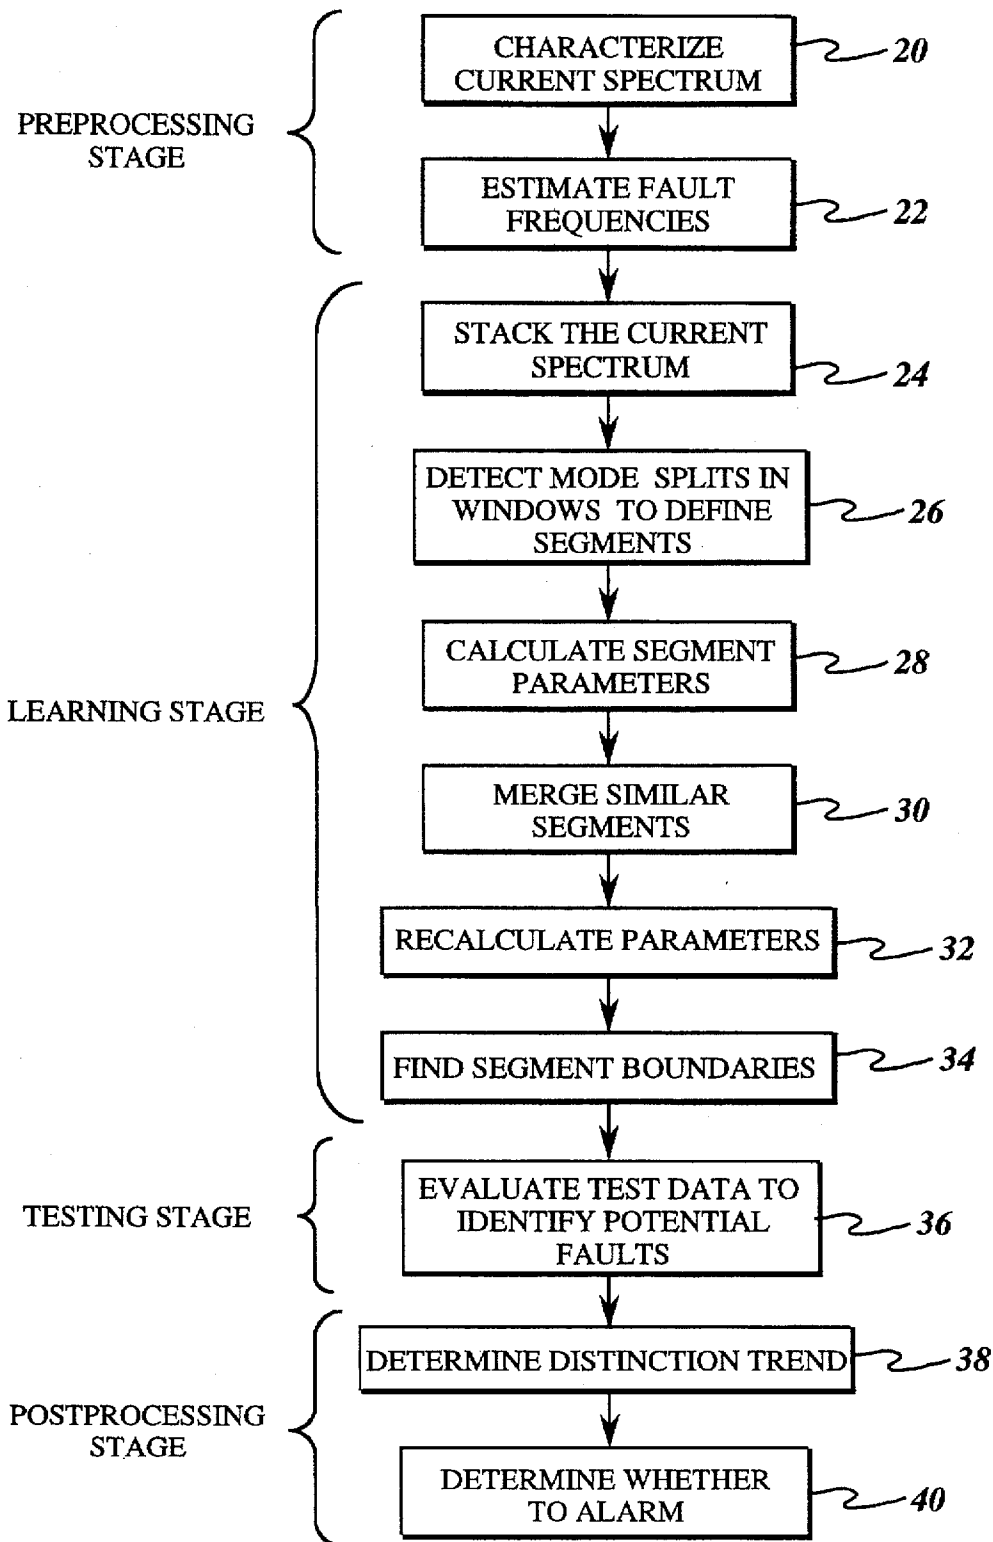 CHARACTERIZE
CURRENT SPECTRUM
20
PREPROCESSING
STAGE
ESTIMATE FAULT
FREQUENCIES
22
STACK THE CURRENT
SPECTRUM
24
DETECT MODE SPLITS IN
WINDOWS TO DEFINE
SEGMENTS
26
CALCULATE SEGMENT
PARAMETERS
28
LEARNING STAGE
MERGE SIMILAR
SEGMENTS
30
RECALCULATE PARAMETERS
32
FIND SEGMENT BOUNDARIES
34
TESTING STAGE
EVALUATE TEST DATA TO
IDENTIFY POTENTIAL
FAULTS
36
DETERMINE DISTINCTION TREND
38
POSTPROCESSING
STAGE
DETERMINE WHETHER
TO ALARM
40